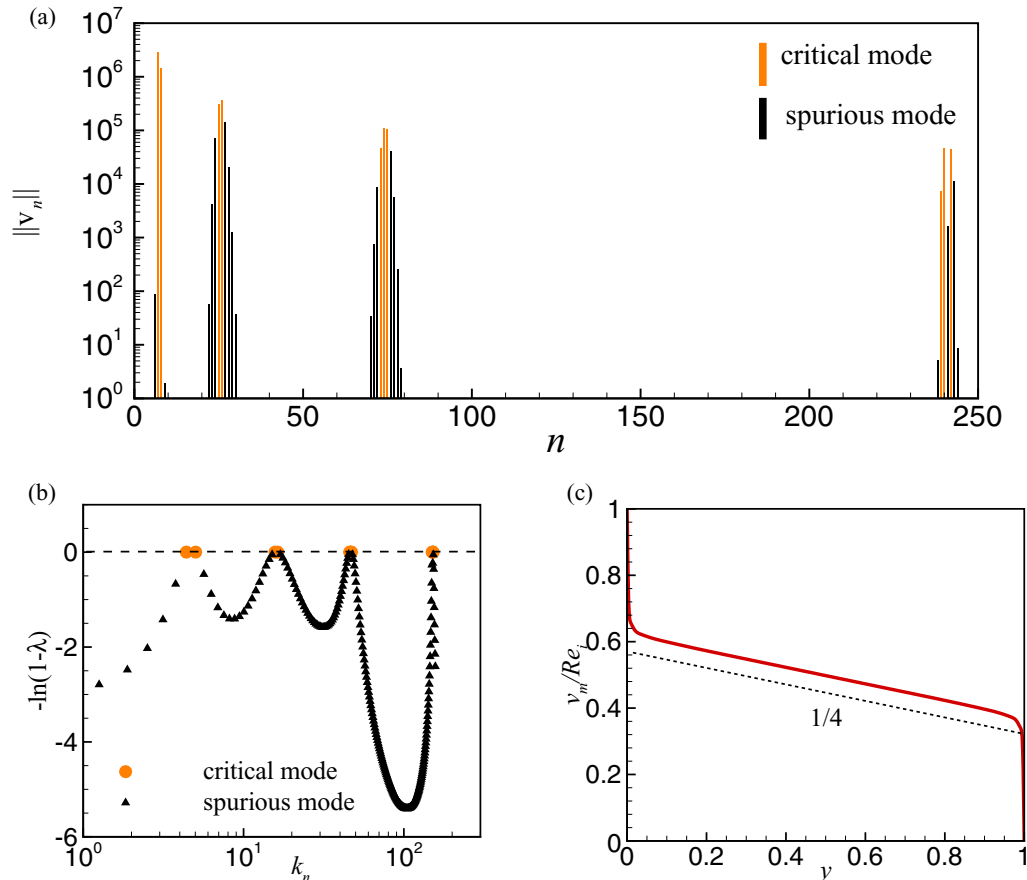 (a)
10^7
10^6
10^5
10^4
10^3
10^2
10^1
10^0
||v_n||
critical mode
spurious mode
0
50
100
150
200
250
n
(b)
0
-2
-4
-6
-ln(1-λ)
critical mode
spurious mode
10^0
10^1
10^2
k_n
(c)
1
0.8
0.6
0.4
0.2
0
v_m/Re_i
1/4
0
0.2
0.4
0.6
0.8
1
y